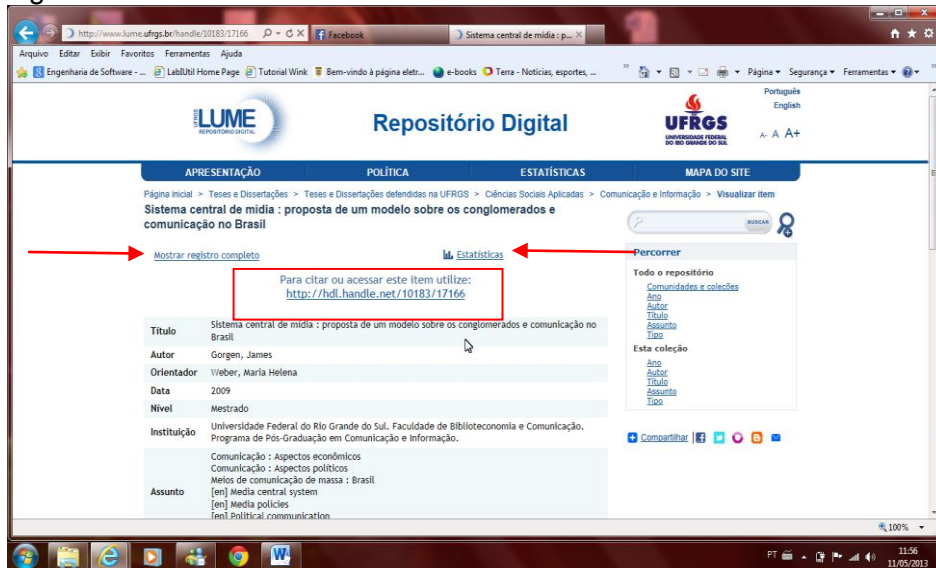 http://www.lume.ufrgs.br/handle/10183/17166
Facebook
Sistema central de mídia : p...
Arquivo Editar Exibir Favoritos Ferramentas Ajuda
Engenharia de Software - ... LabIUtil Home Page Tutorial Wink Bem-vindo à página eletr... e-books Terra - Notícias, esportes, ... Página Segurança Ferramentas
LUME
REPOSITÓRIO DIGITAL
Repositório Digital
UFRGS
UNIVERSIDADE FEDERAL
DO RIO GRANDE DO SUL
Português
English
A- A A+
APRESENTAÇÃO POLÍTICA ESTATÍSTICAS MAPA DO SITE
Página inicial > Teses e Dissertações > Teses e Dissertações defendidas na UFRGS > Ciências Sociais Aplicadas > Comunicação e Informação > Visualizar item
Sistema central de mídia : proposta de um modelo sobre os conglomerados e
comunicação no Brasil
BUSCAR
Mostrar registro completo
Estatísticas
Para citar ou acessar este item utilize:
http://hdl.handle.net/10183/17166
Título Sistema central de mídia : proposta de um modelo sobre os conglomerados e comunicação no
Brasil
Autor Gorgen, James
Orientador Weber, Maria Helena
Data 2009
Nível Mestrado
Instituição Universidade Federal do Rio Grande do Sul. Faculdade de Biblioteconomia e Comunicação.
Programa de Pós-Graduação em Comunicação e Informação.
Assunto Comunicação : Aspectos econômicos
Comunicação : Aspectos políticos
Meios de comunicação de massa : Brasil
[en] Media central system
[en] Media policies
[en] Political communication
Percorrer
Todo o repositório
Comunidades e coleções
Ano
Autor
Título
Assunto
Tipo
Esta coleção
Ano
Autor
Título
Assunto
Tipo
Compartilhar
100%
PT
11:56
11/05/2013